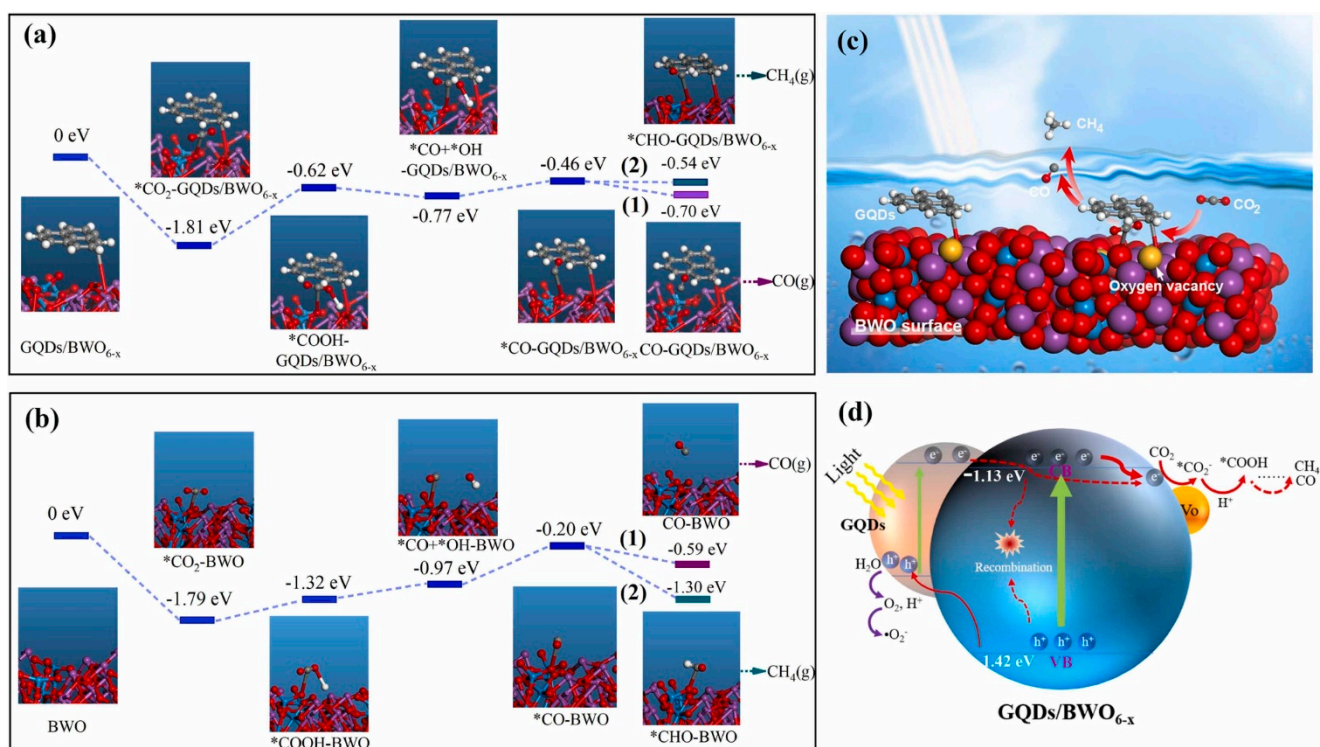 (a)
0 eV
*CO₂-GQDs/BWO₆₋ₓ
-1.81 eV
GQDs/BWO₆₋ₓ
-0.62 eV
*COOH-
GQDs/BWO₆₋ₓ
*CO+*OH
-GQDs/BWO₆₋ₓ
-0.77 eV
-0.46 eV
*CO-GQDs/BWO₆₋ₓ
*CHO-GQDs/BWO₆₋ₓ
CH₄(g)
(2)
-0.54 eV
(1)
-0.70 eV
CO-GQDs/BWO₆₋ₓ
CO(g)
(b)
0 eV
BWO
*CO₂-BWO
-1.79 eV
-1.32 eV
*COOH-BWO
*CO+*OH-BWO
-0.97 eV
-0.20 eV
*CO-BWO
CO(g)
CO-BWO
(1)
-0.59 eV
(2)
-1.30 eV
CH₄(g)
*CHO-BWO
(c)
CH₄
CO
GQDs
CO₂
Oxygen vacancy
BWO surface
(d)
Light
GQDs
e⁻ e⁻
e⁻ e⁻ e⁻
CB
-1.13 eV
e⁻
CO₂
*CO₂⁻
*COOH
......
CH₄
CO
H⁺
Vo
Recombination
H₂O
h⁺ h⁺
O₂, H⁺
•O₂⁻
h⁺ h⁺ h⁺
1.42 eV
VB
GQDs/BWO₆₋ₓ